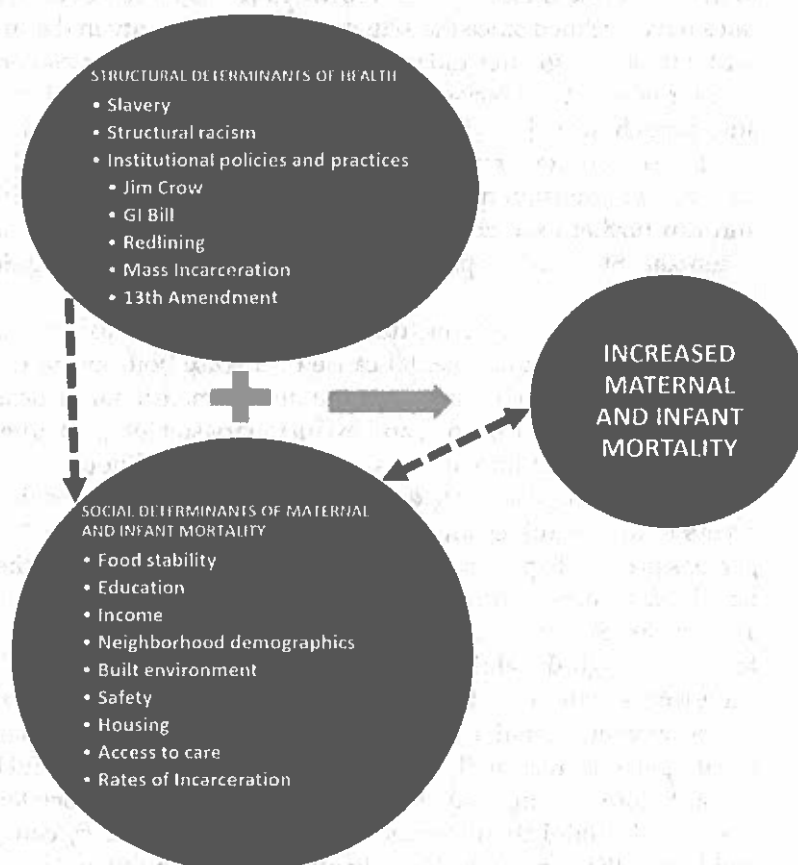 STRUCTURAL DETERMINANTS OF HEALTH
• Slavery
• Structural racism
• Institutional policies and practices
• Jim Crow
• GI Bill
• Redlining
• Mass Incarceration
• 13th Amendment
INCREASED
MATERNAL
AND INFANT
MORTALITY
SOCIAL DETERMINANTS OF MATERNAL
AND INFANT MORTALITY
• Food stability
• Education
• Income
• Neighborhood demographics
• Built environment
• Safety
• Housing
• Access to care
• Rates of Incarceration